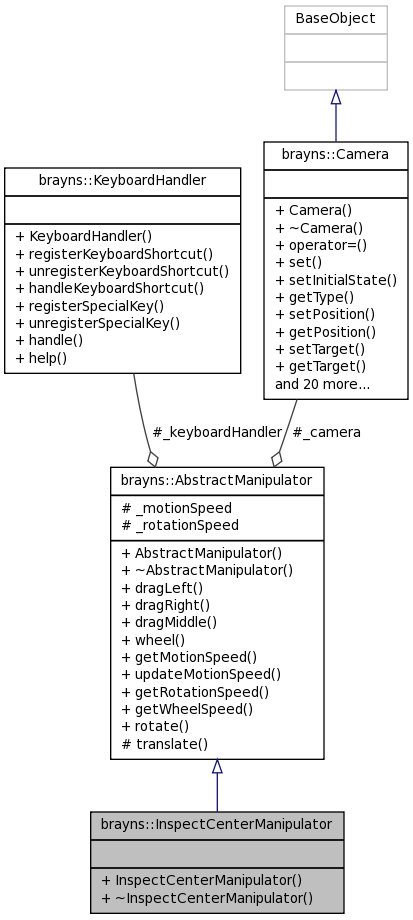 BaseObject
brayns::KeyboardHandler
+ KeyboardHandler()
+ registerKeyboardShortcut()
+ unregisterKeyboardShortcut()
+ handleKeyboardShortcut()
+ registerSpecialKey()
+ unregisterSpecialKey()
+ handle()
+ help()
brayns::Camera
+ Camera()
+ ~Camera()
+ operator=()
+ set()
+ setInitialState()
+ getType()
+ setPosition()
+ getPosition()
+ setTarget()
+ getTarget()
and 20 more...
#_keyboardHandler
#_camera
brayns::AbstractManipulator
# _motionSpeed
# _rotationSpeed
+ AbstractManipulator()
+ ~AbstractManipulator()
+ dragLeft()
+ dragRight()
+ dragMiddle()
+ wheel()
+ getMotionSpeed()
+ updateMotionSpeed()
+ getRotationSpeed()
+ getWheelSpeed()
+ rotate()
# translate()
brayns::InspectCenterManipulator
+ InspectCenterManipulator()
+ ~InspectCenterManipulator()